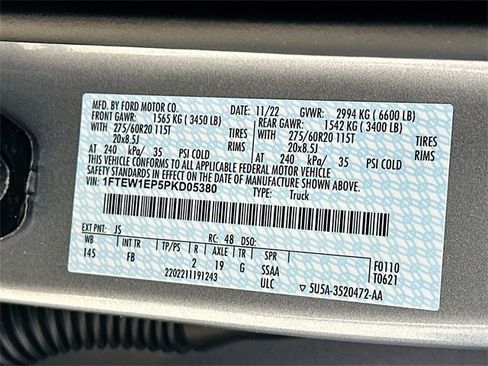 MFD. BY FORD MOTOR CO. DATE: 11/22 GVWR: 2994 KG ( 6600 LB)
FRONT GAWR: 1565 KG ( 3450 LB) REAR GAWR: 1542 KG ( 3400 LB)
WITH 275/60R20 115T TIRES WITH 275/60R20 115T TIRES
20x8.5J RIMS 20x8.5J RIMS
AT 240 kPa/ 35 PSI COLD AT 240 kPa/ 35 PSI COLD
THIS VEHICLE CONFORMS TO ALL APPLICABLE FEDERAL MOTOR VEHICLE
SAFETY STANDARDS IN EFFECT ON THE DATE OF MANUFACTURE SHOWN ABOVE.
VIN: 1FTEW1EP5PKD05380 TYPE: Truck
EXT PNT: JS RC: 48 DSO:
WB INT TR TP/PS R AXLE TR SPR F0110
145 FB 2 19 G SSAA T0621
2202211191243 ULC ▽ 5U5A-3520472-AA